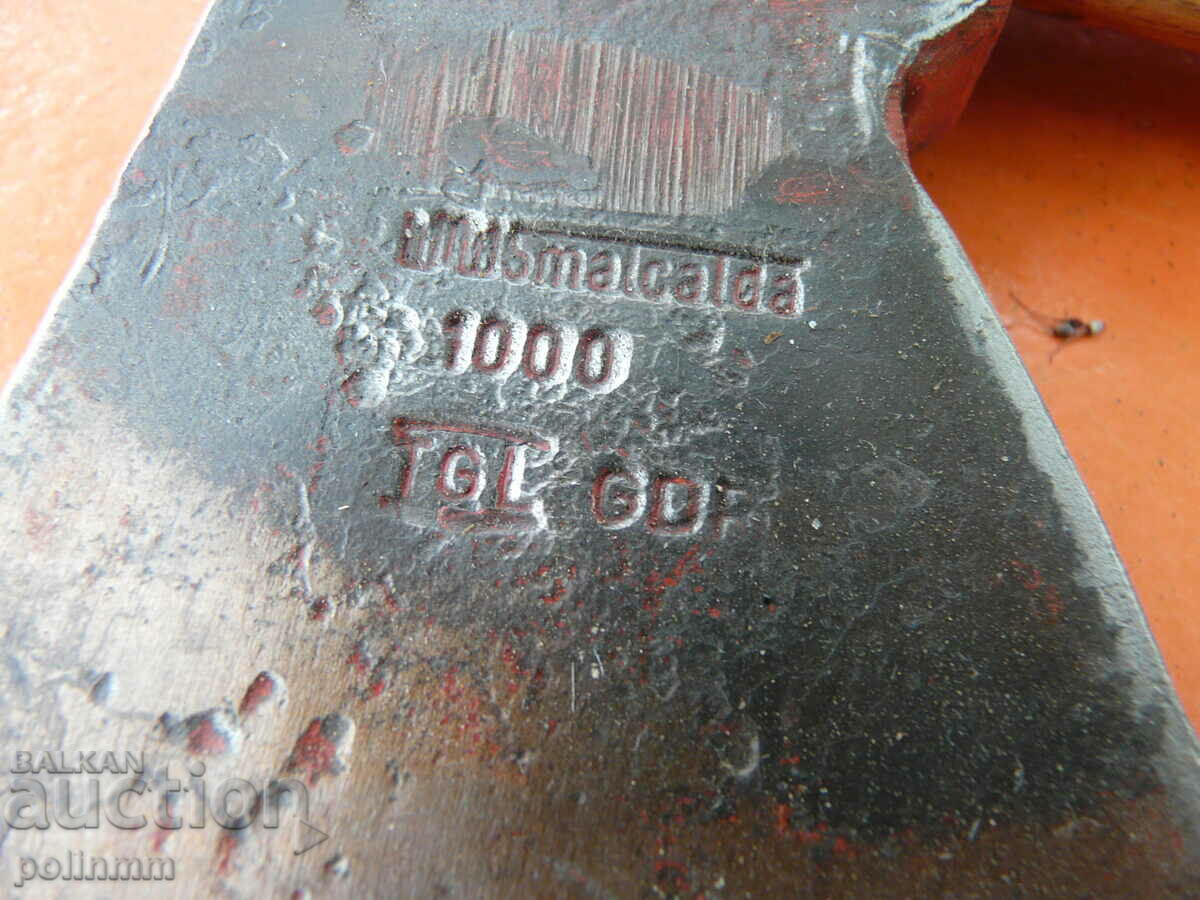 smalcalda
1000
TGL GDR
BALKAN
auction
polinmm